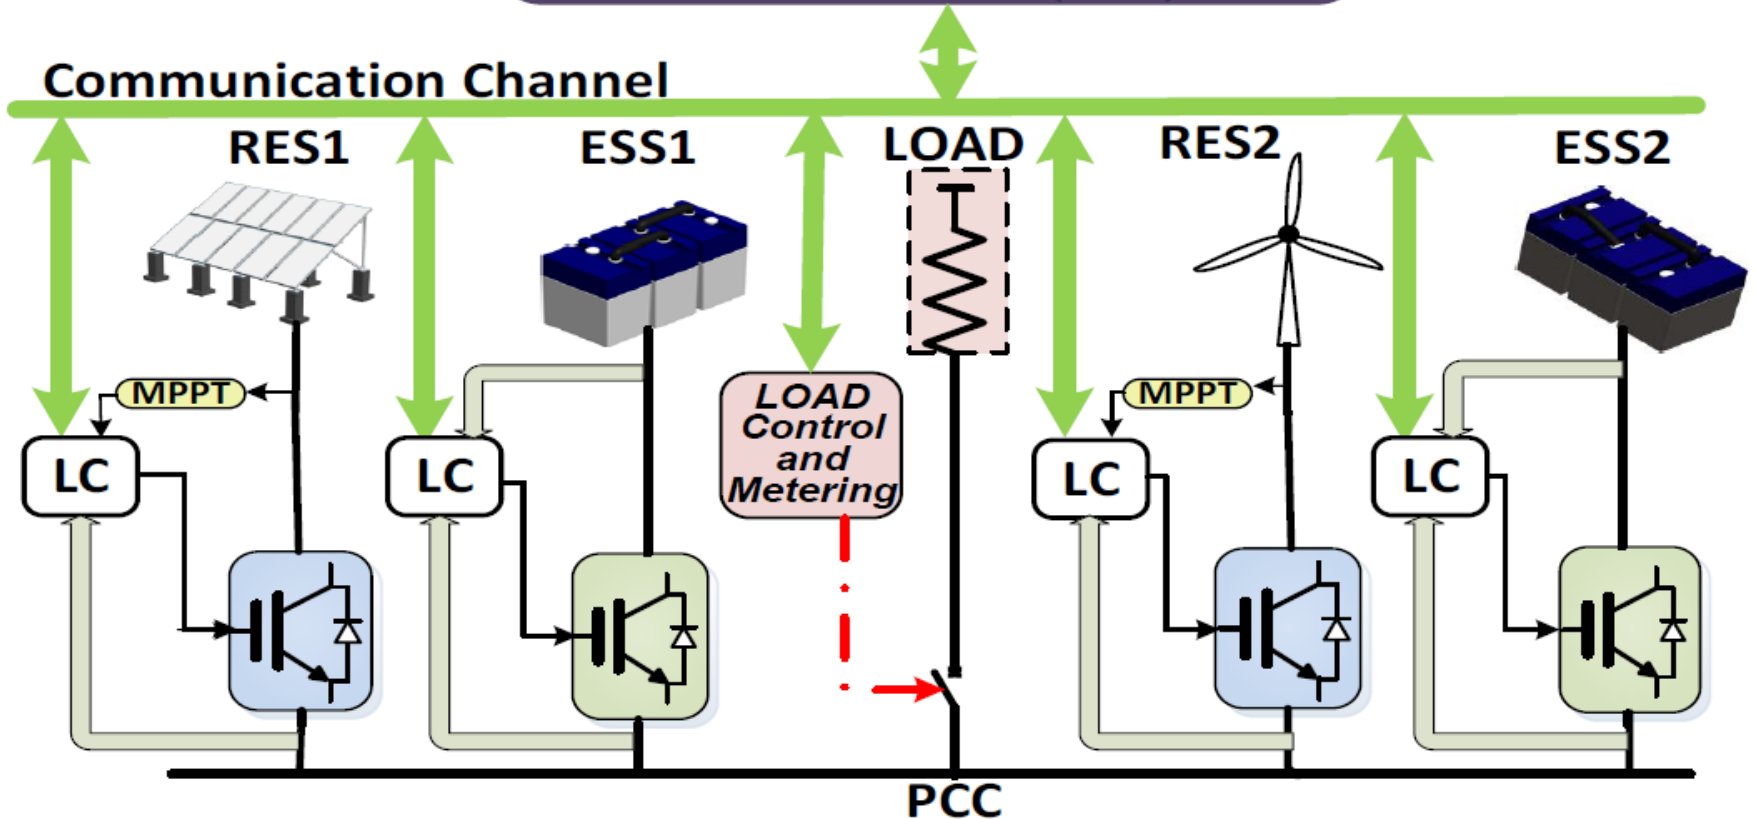 Communication Channel
RES1
ESS1
LOAD
RES2
ESS2
MPPT
MPPT
LOAD
Control
and
Metering
LC
LC
LC
LC
PCC